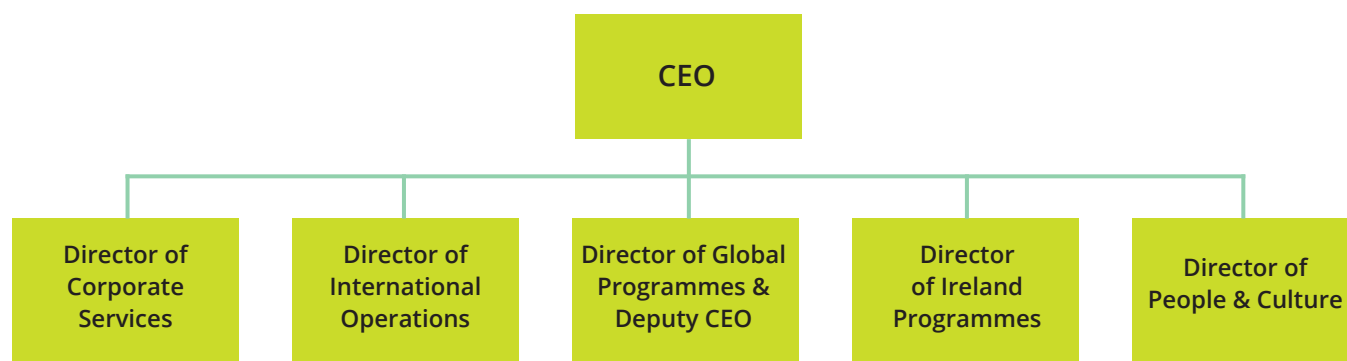 CEO
Director of
Corporate
Services
Director of
International
Operations
Director of Global
Programmes &
Deputy CEO
Director
of Ireland
Programmes
Director of
People & Culture